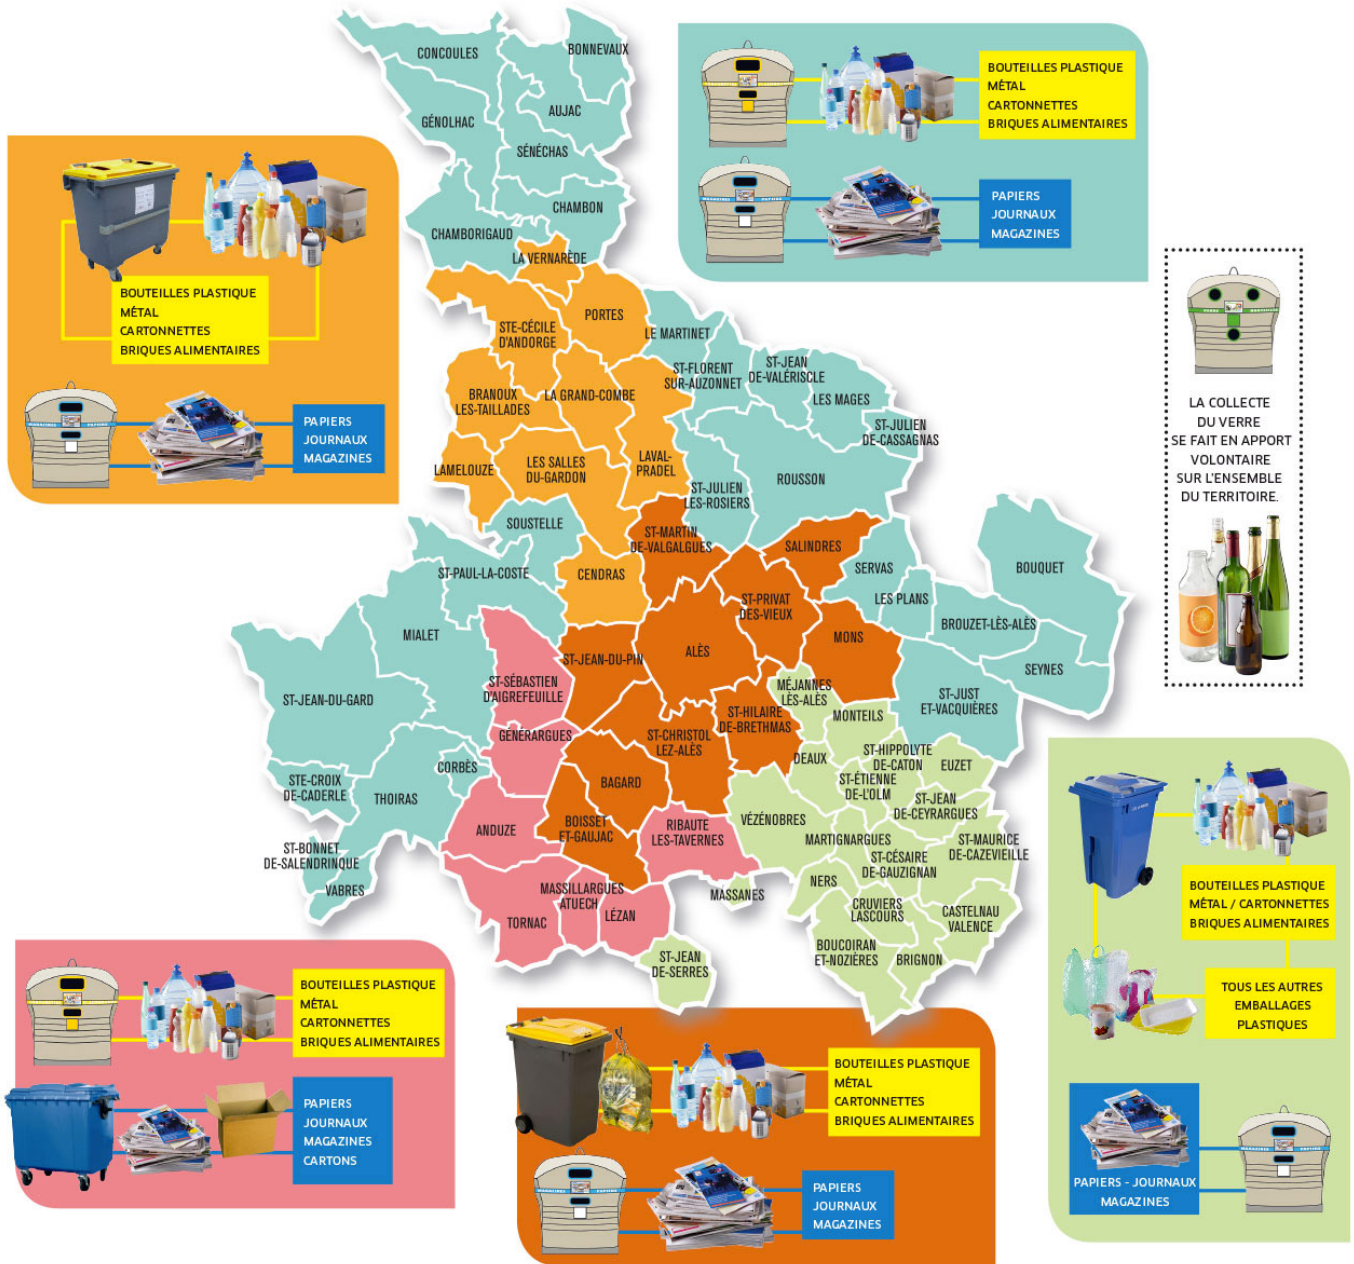 CONCOULES
BONNEVAUX
GÉNOLHAC
AUJAC
SÉNÉCHAS
CHAMBON
CHAMBORIGAUD
LA VERNARÈDE
BOUTEILLES PLASTIQUE
MÉTAL
CARTONNETTES
BRIQUES ALIMENTAIRES
PAPIERS
JOURNAUX
MAGAZINES
BOUTEILLES PLASTIQUE
MÉTAL
CARTONNETTES
BRIQUES ALIMENTAIRES
MAGAZINES PAPIERS
PAPIERS
JOURNAUX
MAGAZINES
LA COLLECTE
DU VERRE
SE FAIT EN APPORT
VOLONTAIRE
SUR L'ENSEMBLE
DU TERRITOIRE.
PORTES
STE-CÉCILE
D'ANDORGE
LE MARTINET
ST-FLORENT
SUR-AUZONNET
ST-JEAN
DE-VALÉRISCLE
LES MAGES
ST-JULIEN
DE-CASSAGNAS
BRANOUX
LES-TAILLADES
LA GRAND-COMBE
LAMELOUZE
LES SALLES
DU-GARDON
LAVAL-
PRADEL
ST-JULIEN
LES-ROSIERS
ROUSSON
SOUSTELLE
ST-MARTIN
DE-VALGALGUES
SALINDRES
ST-PAUL-LA-COSTE
CENDRAS
SERVAS
BOUQUET
LES PLANS
ST-PRIVAT
DES-VIEUX
BROUZET-LÈS-ALÈS
MIALET
MONS
ALÈS
ST-JEAN-DU-PIN
SEYNES
ST-SÉBASTIEN
D'AIGREFEUILLE
MÉJANNES
LÈS-ALÈS
ST-JEAN-DU-GARD
ST-JUST
ET-VACQUIÈRES
ST-HILAIRE
DE-BRETHMAS
MONTEILS
GÉNÉRARGUES
ST-CHRISTOL
LEZ-ALÈS
ST-HIPPOLYTE
DE-CATON
EUZET
DEAUX
CORBÈS
STE-CROIX
DE-CADERLE
THOIRAS
BAGARD
ST-ÉTIENNE
DE-L'OLM
ST-JEAN
DE-CEYRARGUES
ANDUZE
BOISSET
ET-GAUJAC
RIBAUTE
LES-TAVERNES
VÉZÉNOBRES
MARTIGNARGUES
ST-MAURICE
DE-CAZEVIEILLE
ST-BONNET
DE-SALENDRINQUE
ST-CÉSAIRE
DE-GAUZIGNAN
VABRES
MASSILLARGUES
ATUECH
MASSANES
NERS
TORNAC
LÉZAN
CRUVIERS
LASCOURS
CASTELNAU
VALENCE
BOUCOIRAN
ET-NOZIÈRES
BRIGNON
ST-JEAN
DE-SERRES
BOUTEILLES PLASTIQUE
MÉTAL / CARTONNETTES
BRIQUES ALIMENTAIRES
TOUS LES AUTRES
EMBALLAGES
PLASTIQUES
PAPIERS - JOURNAUX
MAGAZINES
BOUTEILLES PLASTIQUE
MÉTAL
CARTONNETTES
BRIQUES ALIMENTAIRES
PAPIERS
JOURNAUX
MAGAZINES
CARTONS
BOUTEILLES PLASTIQUE
MÉTAL
CARTONNETTES
BRIQUES ALIMENTAIRES
PAPIERS
JOURNAUX
MAGAZINES